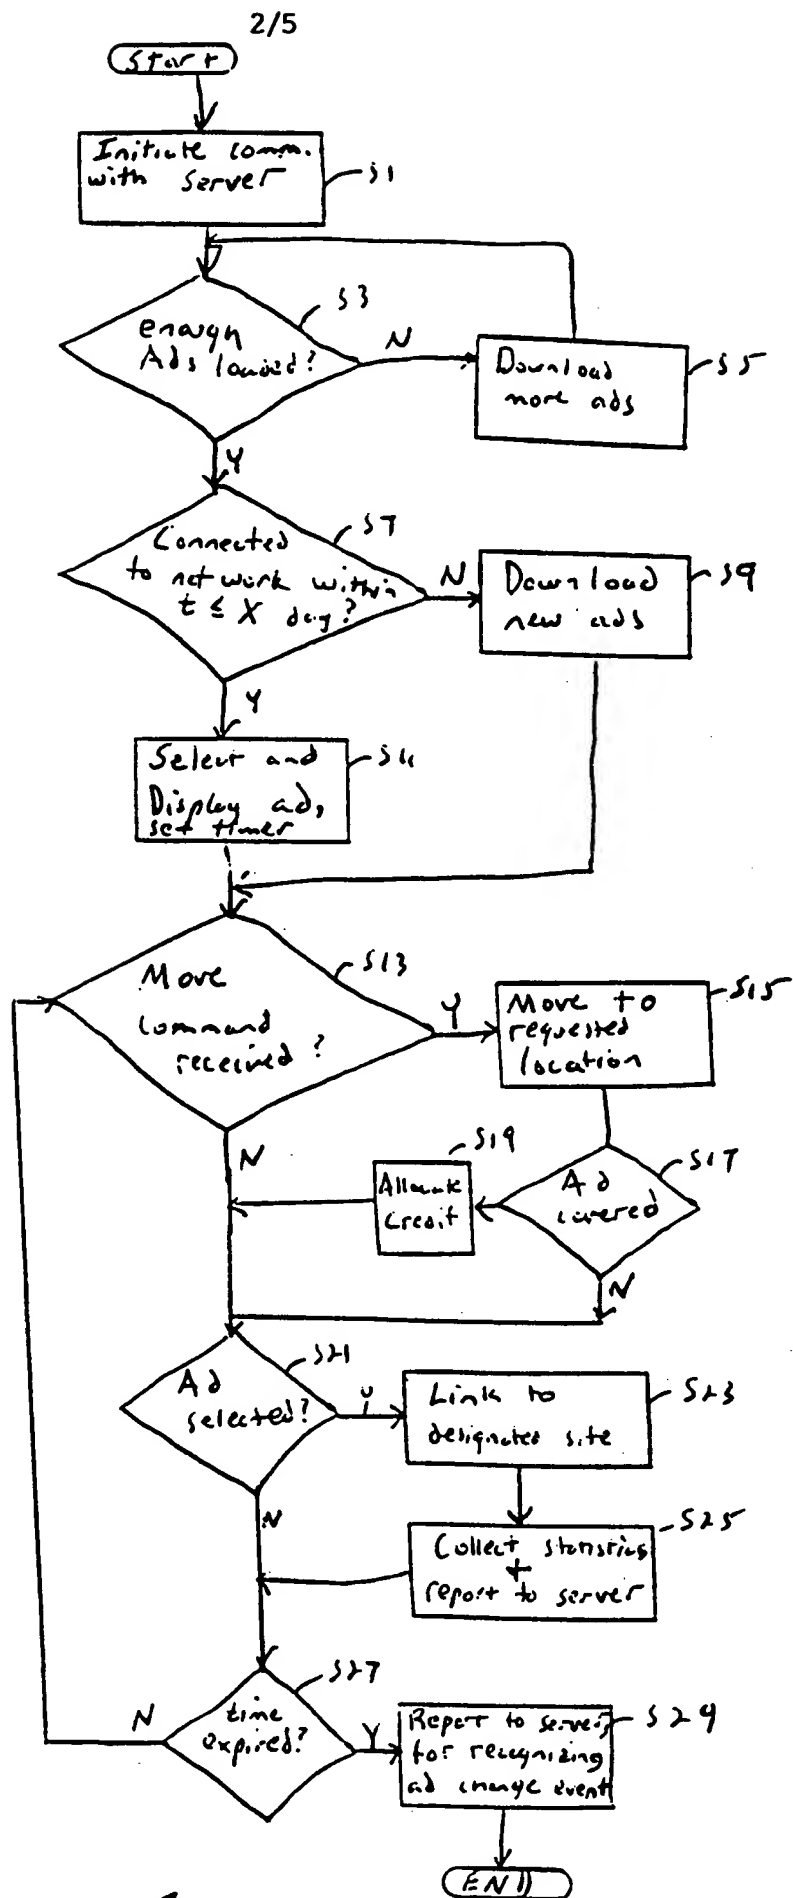 2/5
Start
Initiate comm.
with server
S1
S3
enough
Ads loaded?
N
Download
more ads
S5
Y
S7
Connected
to network within
t ≤ X day?
N
Download
new ads
S9
Y
Select and
Display ad,
set timer
S11
S13
Move
command
received?
Y
Move to
requested
location
S15
N
S19
Allocate
Credit
Ad
covered
S17
N
S21
Ad
selected?
Y
Link to
designated site
S23
N
Collect statistics
+
report to server
S25
S27
time
expired?
N
Y
Report to server
for recognizing
ad change event
S29
END